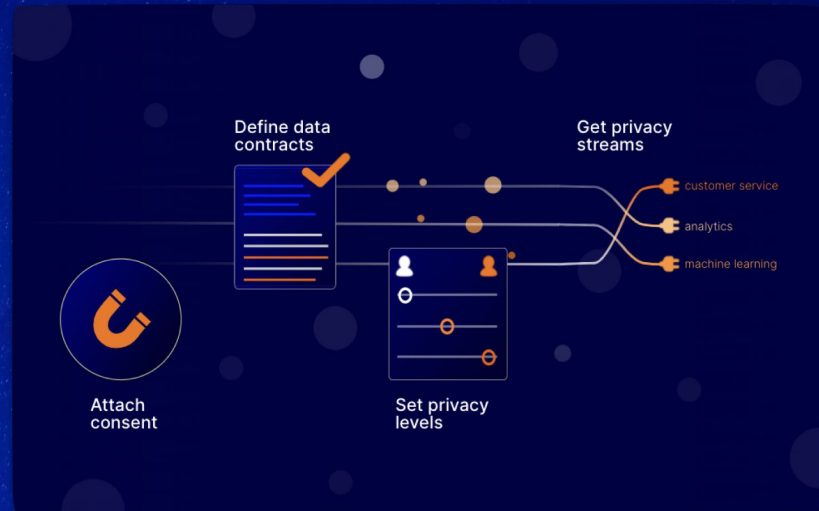 Define data
contracts
Get privacy
streams
customer service
analytics
machine learning
Attach
consent
Set privacy
levels